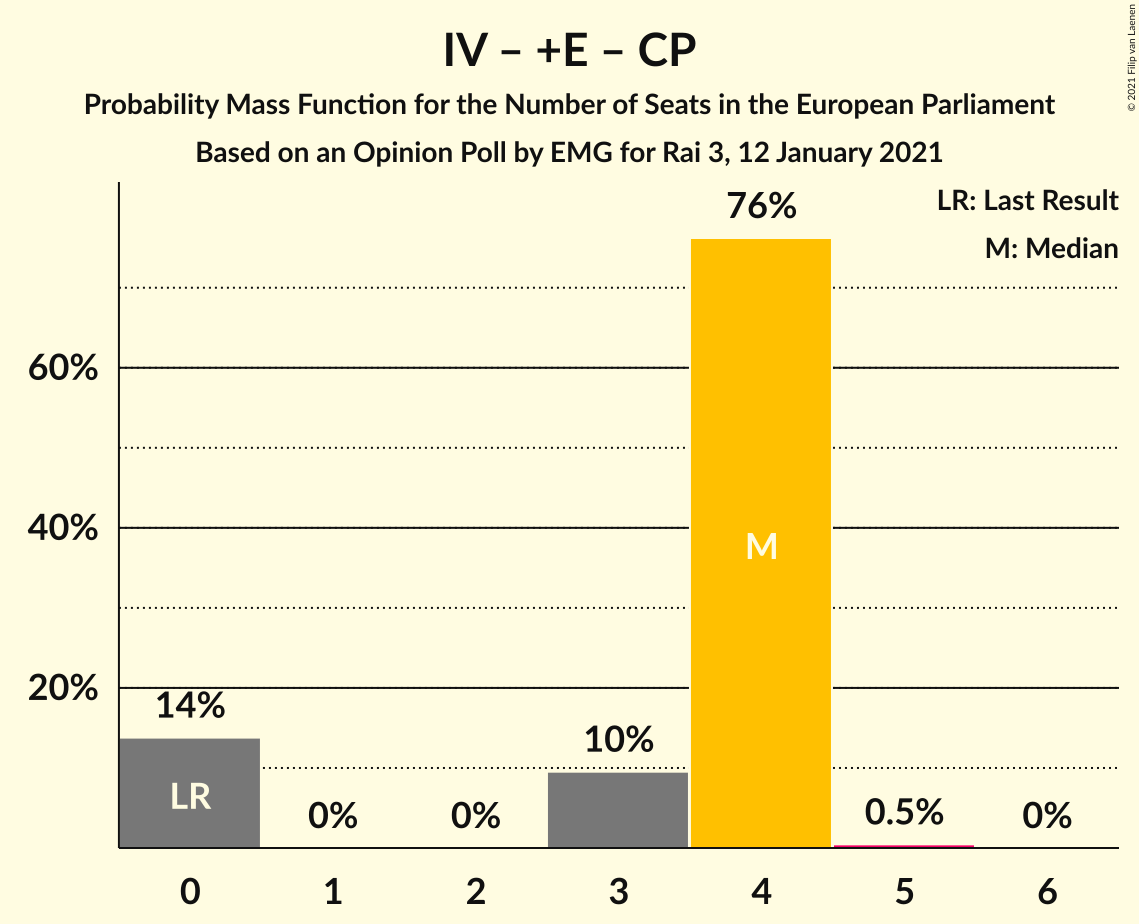 IV – +E – CP
Probability Mass Function for the Number of Seats in the European Parliament
Based on an Opinion Poll by EMG for Rai 3, 12 January 2021
© 2021 Filip van Laenen
LR: Last Result
M: Median
76%
60%
40%
M
20%
14%
10%
LR
0%
0%
0.5%
0%
0
1
2
3
4
5
6